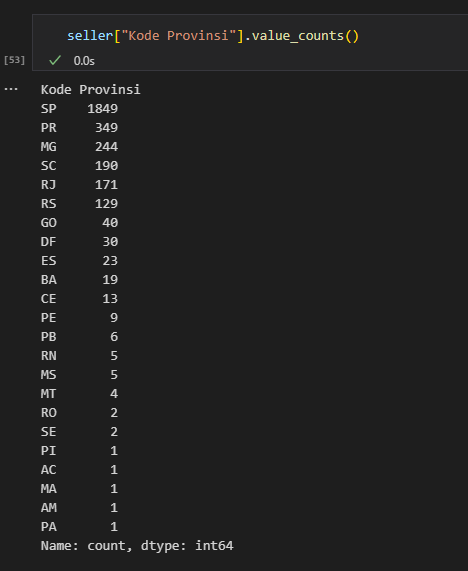 seller["Kode Provinsi"].value_counts()
[53] 0.0s
... Kode Provinsi
SP 1849
PR 349
MG 244
SC 190
RJ 171
RS 129
GO 40
DF 30
ES 23
BA 19
CE 13
PE 9
PB 6
RN 5
MS 5
MT 4
RO 2
SE 2
PI 1
AC 1
MA 1
AM 1
PA 1
Name: count, dtype: int64